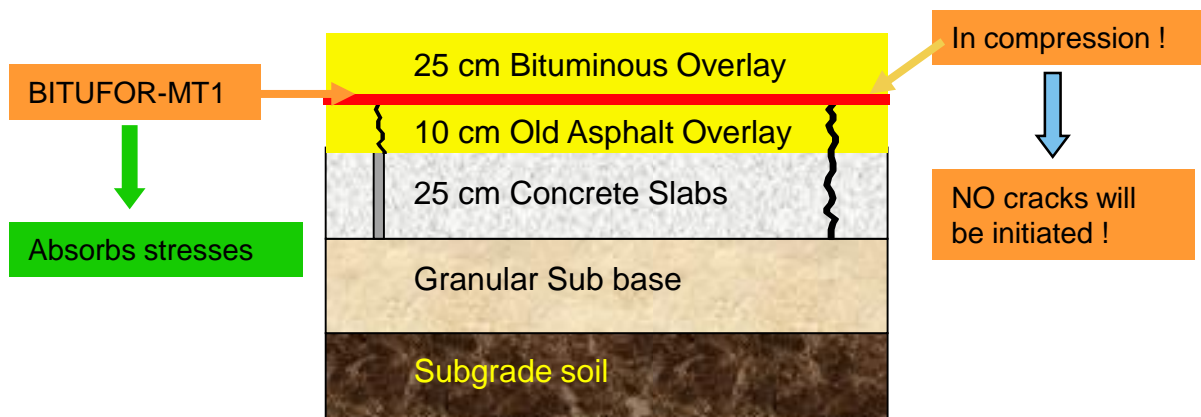 25 cm Bituminous Overlay
In compression !
BITUFOR-MT1
10 cm Old Asphalt Overlay
25 cm Concrete Slabs
NO cracks will
be initiated !
Absorbs stresses
Granular Sub base
Subgrade soil